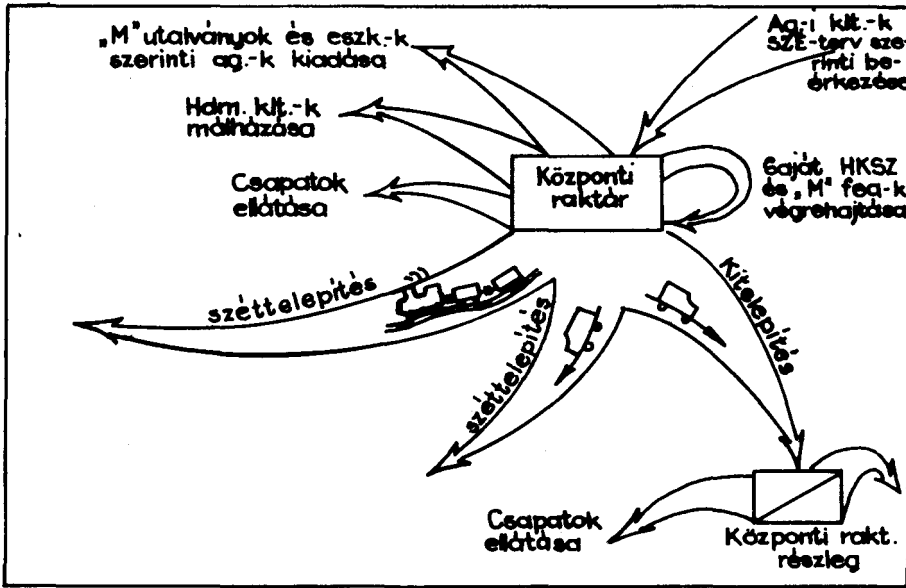 „M" utalványok és eszk.-k
szerinti ag.-k kiadása
Ag.-i klt.-k
SZÉ-terv sze-
rinti be-
érkezése
Hdm. klt.-k
málházása
Csapatok
ellátása
Központi
raktár
Saját HKSZ
és „M" fea-k
végrehajtása
széttelepítés
széttelepítés
Kitelepítés
Csapatok
ellátása
Központi rakt.
részleg